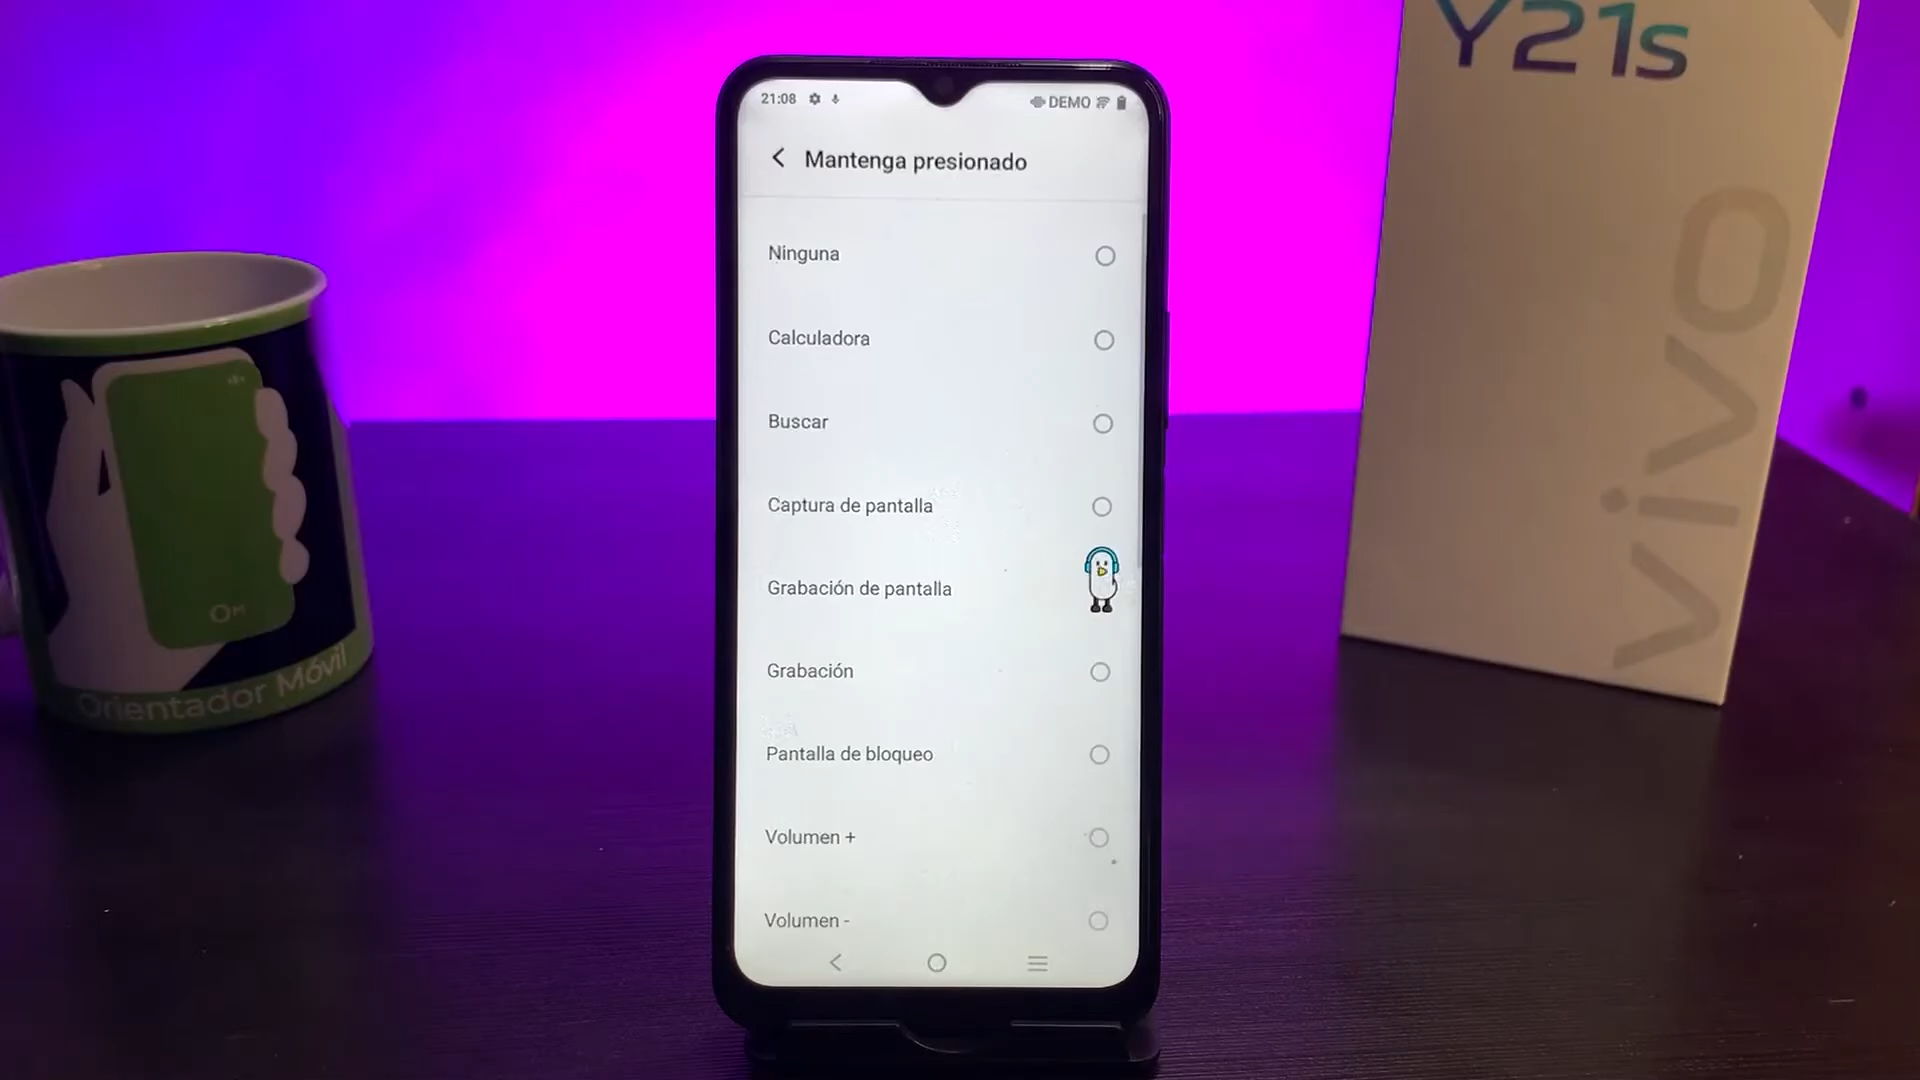 Y21s
21:08 DEMO
Mantenga presionado
Ninguna
Calculadora
Buscar
Captura de pantalla
Grabación de pantalla
Grabación
Pantalla de bloqueo
Volumen +
Volumen -
OM
Orientador Móvil
vivo